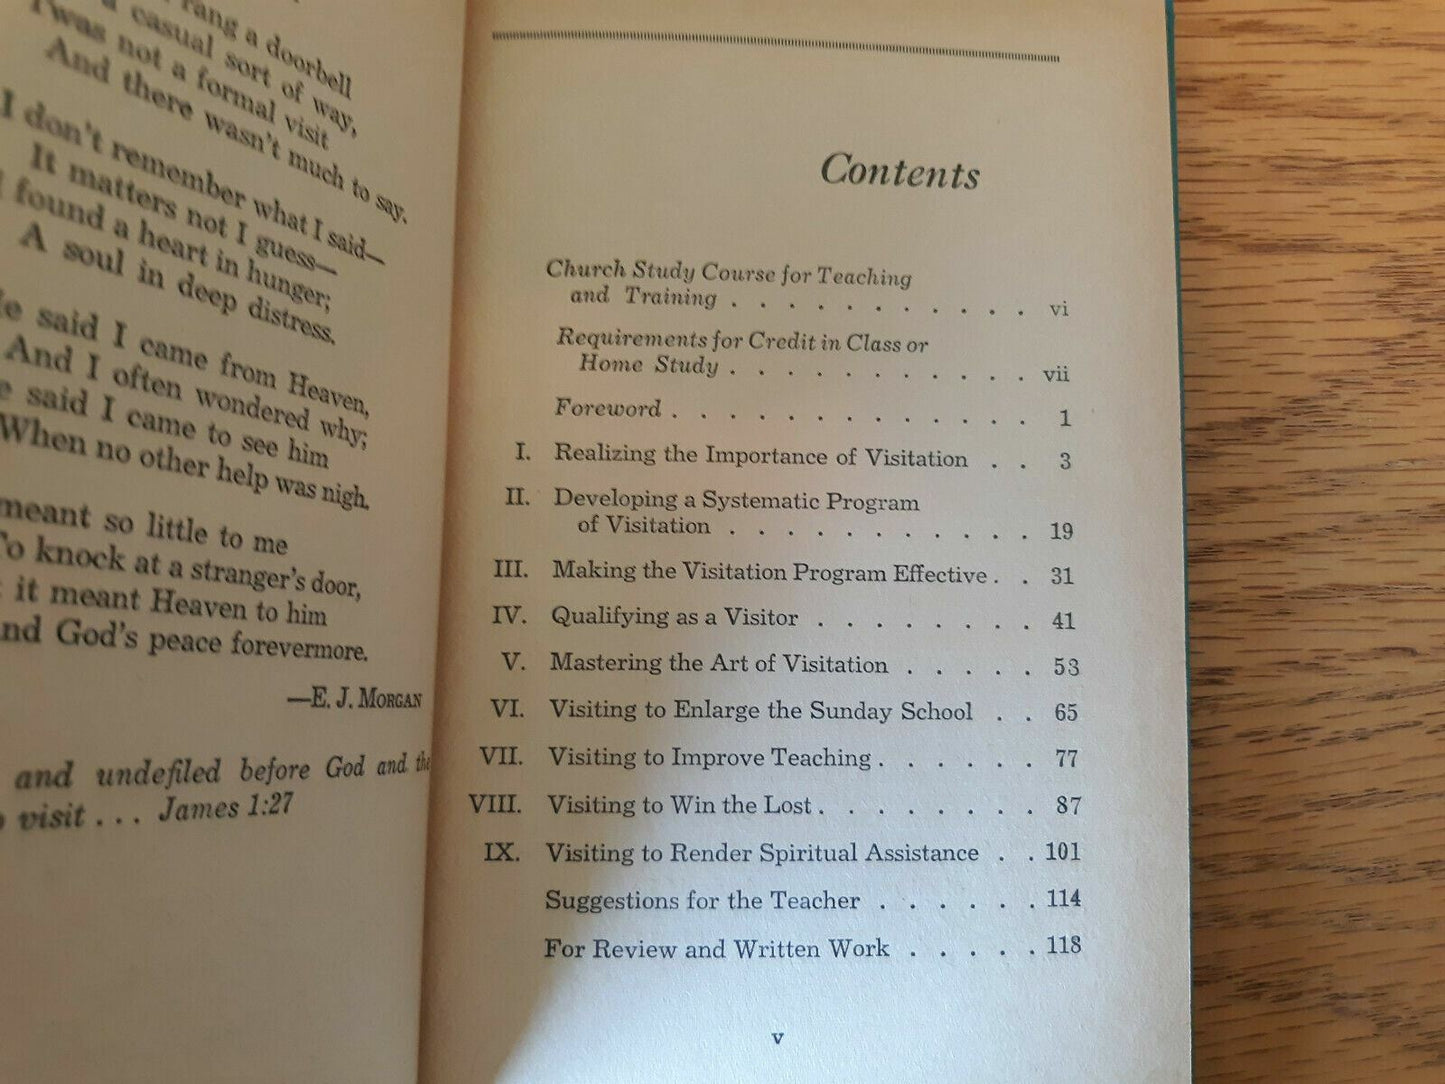 rang a doorbell
a casual sort of way,
'Twas not a formal visit
And there wasn't much to say.
I don't remember what I said—
It matters not I guess—
I found a heart in hunger;
A soul in deep distress.
He said I came from Heaven,
And I often wondered why;
He said I came to see him
When no other help was nigh.
meant so little to me
To knock at a stranger's door,
it meant Heaven to him
And God's peace forevermore.
—E. J. Morgan
and undefiled before God and the
visit . . . James 1:27
Contents
Church Study Course for Teaching
and Training . . . . . . . . . . . vi
Requirements for Credit in Class or
Home Study . . . . . . . . . . . vii
Foreword . . . . . . . . . . . . . 1
I. Realizing the Importance of Visitation . . 3
II. Developing a Systematic Program
of Visitation . . . . . . . . . . . 19
III. Making the Visitation Program Effective . . 31
IV. Qualifying as a Visitor . . . . . . . . 41
V. Mastering the Art of Visitation . . . . . 53
VI. Visiting to Enlarge the Sunday School . . 65
VII. Visiting to Improve Teaching . . . . . . 77
VIII. Visiting to Win the Lost . . . . . . . . 87
IX. Visiting to Render Spiritual Assistance . . 101
Suggestions for the Teacher . . . . . . 114
For Review and Written Work . . . . . 118
v